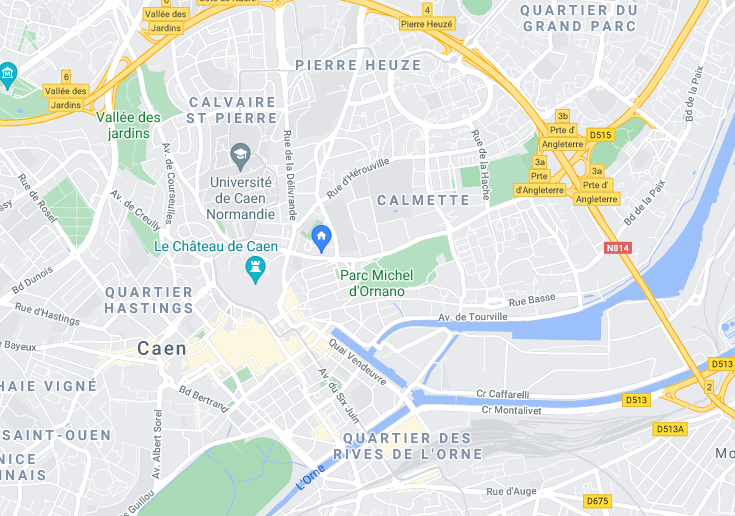 Vallée des
Jardins
4
Pierre Heuzé
QUARTIER DU
GRAND PARC
PIERRE HEUZE
6
Vallée des
Jardins
Vallée des
jardins
CALVAIRE
ST PIERRE
Bd de la Paix
3b
Prte d'
Angleterre
D515
3a
Prte
d'Angleterre
3a
Prte d'
Angleterre
Av. de Courseulles
Rue de la Délivrande
Rue d'Hérouville
Rue de la Hache
Université
de Caen
Normandie
CALMETTE
Rue de Rosel
Av. de Creully
Bd de la Paix
N814
Le Château de Caen
Parc Michel
d'Ornano
Bd Dunois
QUARTIER
HASTINGS
Rue d'Hastings
Rue Basse
Av. de Tourville
Bayeux
Caen
Quai Vendeuvre
HAIE VIGNÉ
Bd Bertrand
Av. du Six Juin
Cr Caffarelli
Cr Montalivet
D513
D513
2
D513A
SAINT-OUEN
Av. Albert Sorel
QUARTIER DES
RIVES DE L'ORNE
NICE
NNAIS
L'Orne
Guillou
Rue d'Auge
D675
Mo